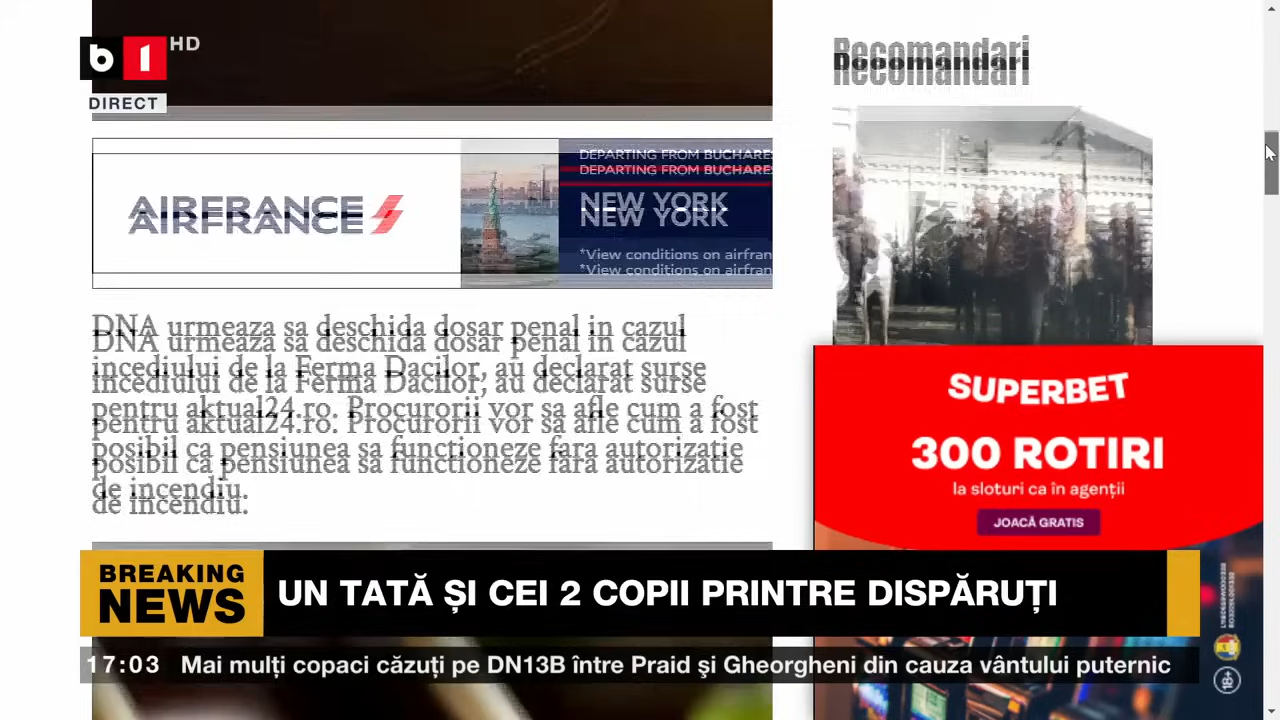 b1 HD
DIRECT
Recomandari
AIRFRANCE
DEPARTING FROM BUCHARE
NEW YORK
*View conditions on airfran
DNA urmeaza sa deschida dosar penal in cazul
incediului de la Ferma Dacilor, au declarat surse
pentru aktual24.ro. Procurorii vor sa afle cum a fost
posibil ca pensiunea sa functioneze fara autorizatie
de incendiu.
SUPERBET
300 ROTIRI
la sloturi ca în agenții
JOACĂ GRATIS
BREAKING
NEWS
UN TATĂ ȘI CEI 2 COPII PRINTRE DISPĂRUȚI
17:03 Mai mulți copaci căzuți pe DN13B între Praid şi Gheorgheni din cauza vântului puternic
18+